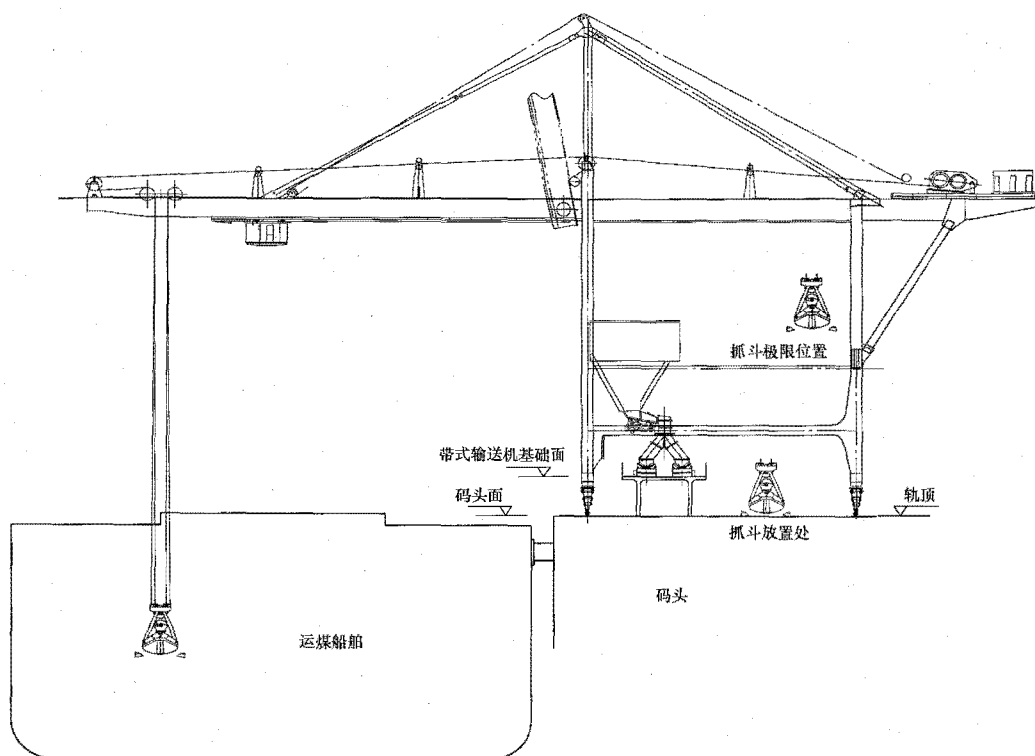 抓斗极限位置
带式输送机基础面
码头面
轨顶
抓斗放置处
码头
运煤船舶